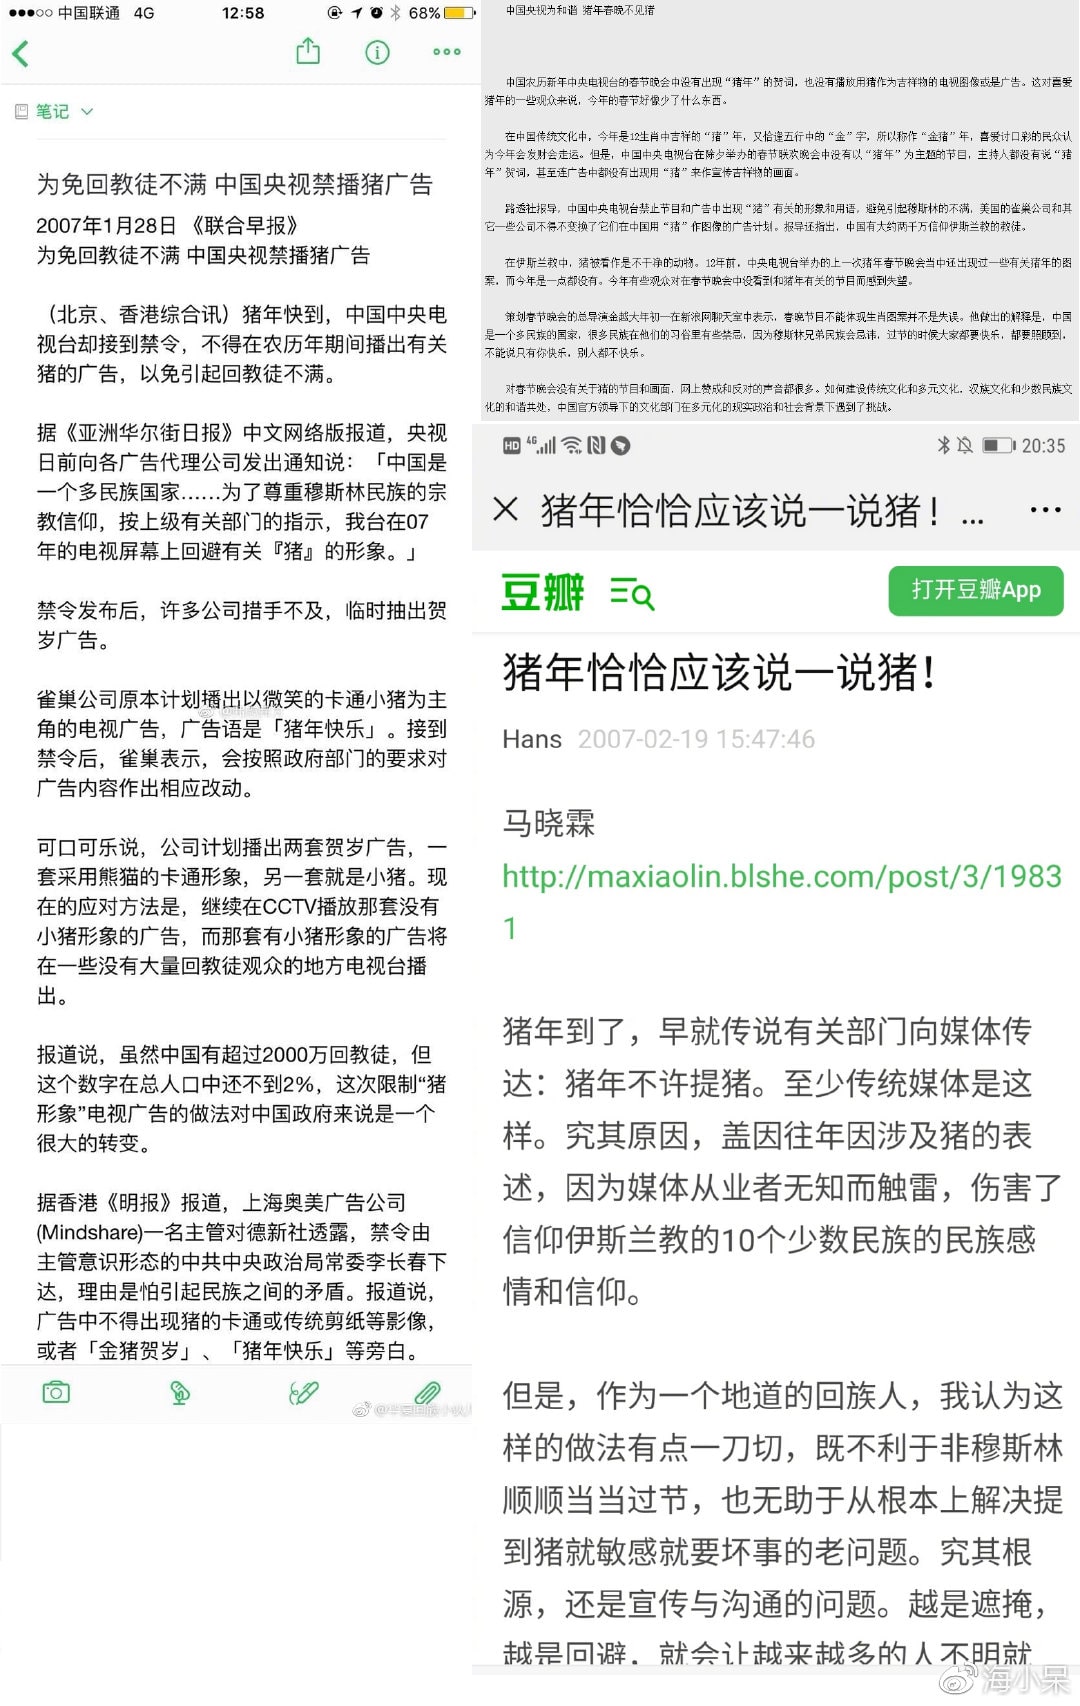 中国联通 4G 12:58 68%
笔记
为免回教徒不满 中国央视禁播猪广告
2007年1月28日 《联合早报》
为免回教徒不满 中国央视禁播猪广告
（北京、香港综合讯）猪年快到，中国中央电
视台却接到禁令，不得在农历年期间播出有关
猪的广告，以免引起回教徒不满。
据《亚洲华尔街日报》中文网络版报道，央视
日前向各广告代理公司发出通知说：「中国是
一个多民族国家……为了尊重穆斯林民族的宗
教信仰，按上级有关部门的指示，我台在07
年的电视屏幕上回避有关『猪』的形象。」
禁令发布后，许多公司措手不及，临时抽出贺
岁广告。
雀巢公司原本计划播出以微笑的卡通小猪为主
角的电视广告，广告语是「猪年快乐」。接到
禁令后，雀巢表示，会按照政府部门的要求对
广告内容作出相应改动。
可口可乐说，公司计划播出两套贺岁广告，一
套采用熊猫的卡通形象，另一套就是小猪。现
在的应对方法是，继续在CCTV播放那套没有
小猪形象的广告，而那套有小猪形象的广告将
在一些没有大量回教徒观众的地方电视台播
出。
报道说，虽然中国有超过2000万回教徒，但
这个数字在总人口中还不到2%，这次限制“猪
形象”电视广告的做法对中国政府来说是一个
很大的转变。
据香港《明报》报道，上海奥美广告公司
(Mindshare)一名主管对德新社透露，禁令由
主管意识形态的中共中央政治局常委李长春下
达，理由是怕引起民族之间的矛盾。报道说，
广告中不得出现猪的卡通或传统剪纸等影像，
或者「金猪贺岁」、「猪年快乐」等旁白。
中国央视为和谐 猪年春晚不见猪
中国农历新年中央电视台的春节晚会中没有出现“猪年”的贺词，也没有播放用猪作为吉祥物的电视图像或是广告。这对喜爱
猪年的一些观众来说，今年的春节好像少了什么东西。
在中国传统文化中，今年是12生肖中吉祥的“猪”年，又恰逢五行中的“金”字，所以称作“金猪”年，喜爱讨口彩的民众认
为今年会发财会走运。但是，中国中央电视台在除夕举办的春节联欢晚会中没有以“猪年”为主题的节目，主持人都没有说“猪
年”贺词，甚至连广告中都没有出现用“猪”来作宣传吉祥物的画面。
路透社报导，中国中央电视台禁止节目和广告中出现“猪”有关的形象和用语，避免引起穆斯林的不满，美国的雀巢公司和其
它一些公司不得不变换了它们在中国用“猪”作图像的广告计划。报导还指出，中国有大约两千万信仰伊斯兰教的教徒。
在伊斯兰教中，猪被看作是不干净的动物。12年前，中央电视台举办的上一次猪年春节晚会当中还出现过一些有关猪年的图
案，而今年是一点都没有。今年有些观众对在春节晚会中没看到和猪年有关的节目而感到失望。
策划春节晚会的总导演金越大年初一在新浪网聊天室中表示，春晚节目不能体现生肖图案并不是失误。他做出的解释是，中国
是一个多民族的国家，很多民族在他们的习俗里有些禁忌，因为穆斯林兄弟民族会忌讳，过节的时侯大家都要快乐，都要照顾到，
不能说只有你快乐，别人都不快乐。
对春节晚会没有关于猪的节目和画面，网上赞成和反对的声音都很多。如何建设传统文化和多元文化，汉族文化和少数民族文
化的和谐共处，中国官方领导下的文化部门在多元化的现实政治和社会背景下遇到了挑战。
HD 4G 20:35
猪年恰恰应该说一说猪！...
豆瓣
打开豆瓣App
猪年恰恰应该说一说猪！
Hans 2007-02-19 15:47:46
马晓霖
http://maxiaolin.blshe.com/post/3/1983
1
猪年到了，早就传说有关部门向媒体传
达：猪年不许提猪。至少传统媒体是这
样。究其原因，盖因往年因涉及猪的表
述，因为媒体从业者无知而触雷，伤害了
信仰伊斯兰教的10个少数民族的民族感
情和信仰。
但是，作为一个地道的回族人，我认为这
样的做法有点一刀切，既不利于非穆斯林
顺顺当当过节，也无助于从根本上解决提
到猪就敏感就要坏事的老问题。究其根
源，还是宣传与沟通的问题。越是遮掩，
越是回避，就会让越来越多的人不明就
海小呆